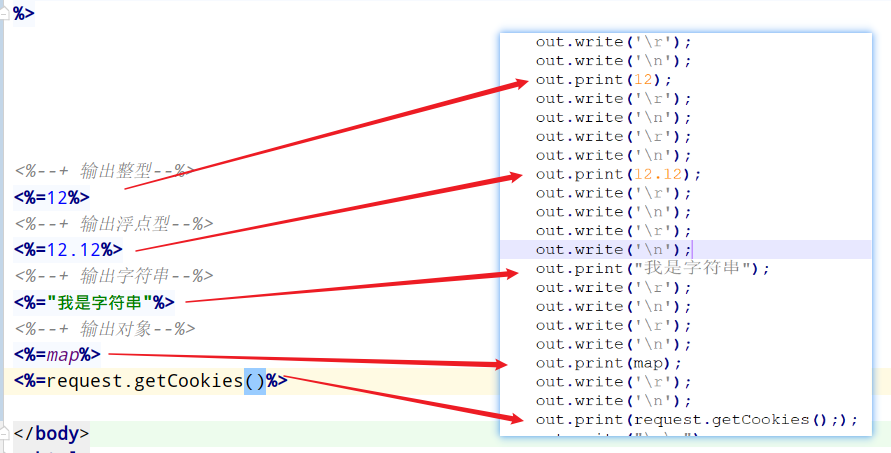 %>
<%--+ 输出整型--%>
<%=12%>
<%--+ 输出浮点型--%>
<%=12.12%>
<%--+ 输出字符串--%>
<%="我是字符串"%>
<%--+ 输出对象--%>
<%=map%>
<%=request.getCookies()%>
</body>
out.write('\r');
out.write('\n');
out.print(12);
out.write('\r');
out.write('\n');
out.write('\r');
out.write('\n');
out.print(12.12);
out.write('\r');
out.write('\n');
out.write('\r');
out.write('\n');
out.print("我是字符串");
out.write('\r');
out.write('\n');
out.write('\r');
out.write('\n');
out.print(map);
out.write('\r');
out.write('\n');
out.print(request.getCookies(););